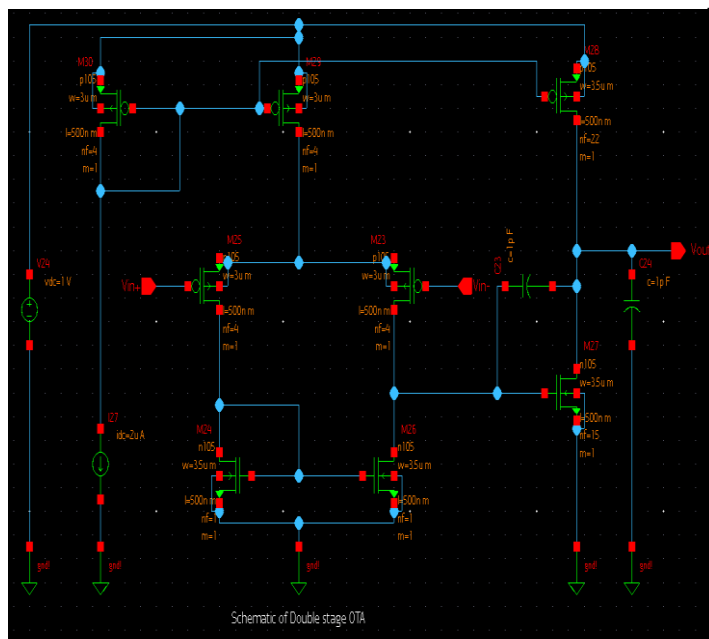 M30
p105
w=3u m
l=500n m
nf=4
m=1
M29
w=3u m
l=500n m
nf=4
m=1
M28
p105
w=35u m
l=500n m
nf=22
m=1
V24
vdc=1 V
M25
p105
w=3u m
l=500n m
nf=4
m=1
Vin+
M23
p105
w=3u m
l=500n m
nf=4
m=1
Vin-
C23
c=1p F
Vout
C24
c=1p F
M27
n105
w=35u m
l=500n m
nf=15
m=1
I27
idc=2u A
M24
n105
w=35u m
l=500n m
nf=1
m=1
M26
n105
w=35u m
l=500n m
nf=1
m=1
gnd!
gnd!
gnd!
gnd!
gnd!
Schematic of Double stage OTA